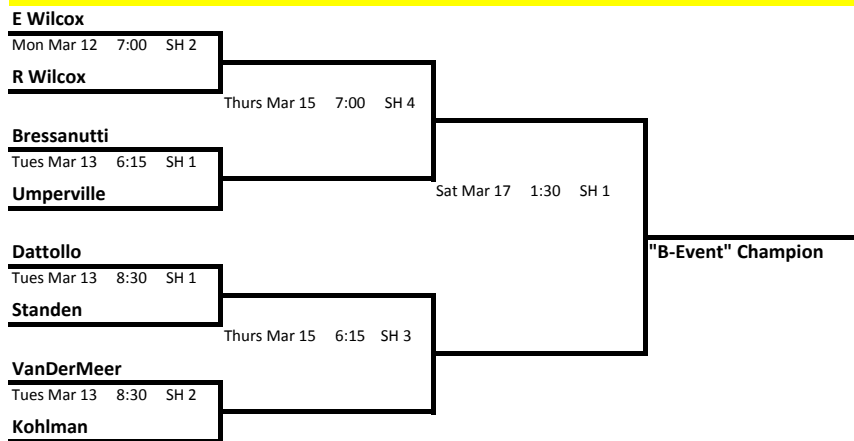 E Wilcox
Mon Mar 12 7:00 SH 2
R Wilcox
Thurs Mar 15 7:00 SH 4
Bressanutti
Tues Mar 13 6:15 SH 1
Umperville
Sat Mar 17 1:30 SH 1
Dattollo
"B-Event" Champion
Tues Mar 13 8:30 SH 1
Standen
Thurs Mar 15 6:15 SH 3
VanDerMeer
Tues Mar 13 8:30 SH 2
Kohlman